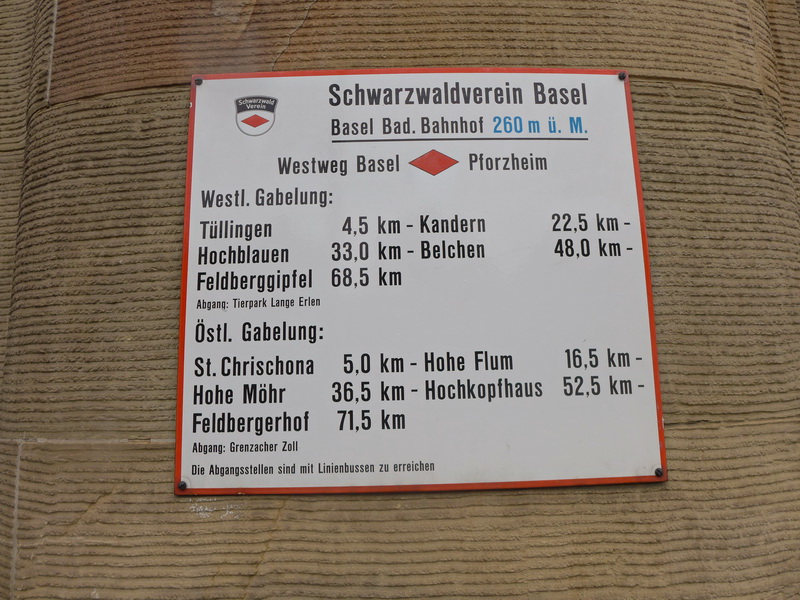 Schwarzwald
Verein
Schwarzwaldverein Basel
Basel Bad. Bahnhof 260 m ü. M.
Westweg Basel Pforzheim
Westl. Gabelung:
Tüllingen 4,5 km - Kandern 22,5 km -
Hochblauen 33,0 km - Belchen 48,0 km -
Feldberggipfel 68,5 km
Abgang: Tierpark Lange Erlen
Östl. Gabelung:
St. Chrischona 5,0 km - Hohe Flum 16,5 km -
Hohe Möhr 36,5 km - Hochkopfhaus 52,5 km -
Feldbergerhof 71,5 km
Abgang: Grenzacher Zoll
Die Abgangsstellen sind mit Linienbussen zu erreichen